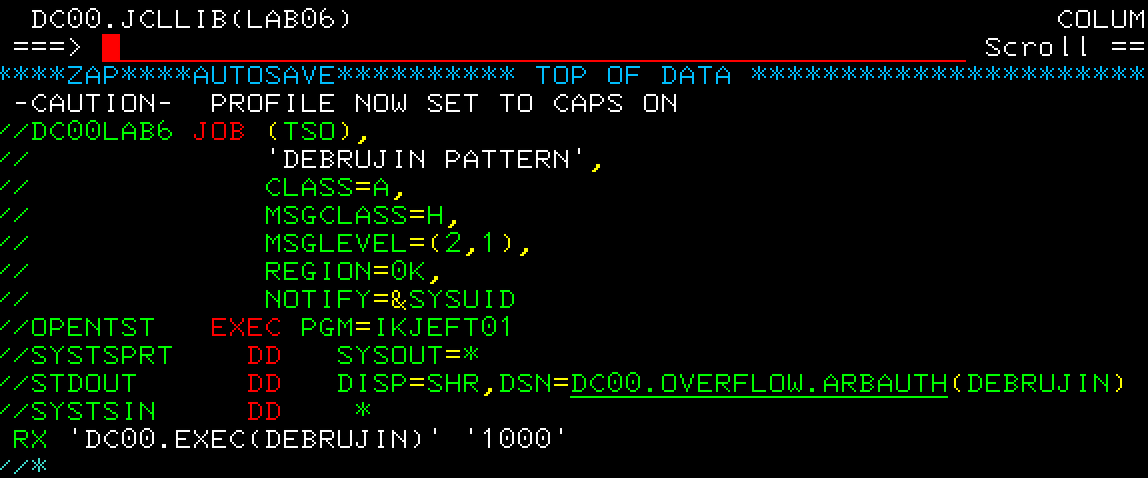 DC00.JCLLIB(LAB06) COLUM
===> Scroll ==
****ZAP****AUTOSAVE********** TOP OF DATA **********************
-CAUTION- PROFILE NOW SET TO CAPS ON
//DC00LAB6 JOB (TSO),
// 'DEBRUJIN PATTERN',
// CLASS=A,
// MSGCLASS=H,
// MSGLEVEL=(2,1),
// REGION=0K,
// NOTIFY=&SYSUID
//OPENTST EXEC PGM=IKJEFT01
//SYSTSPRT DD SYSOUT=*
//STDOUT DD DISP=SHR,DSN=DC00.OVERFLOW.ARBAUTH(DEBRUJIN)
//SYSTSIN DD *
RX 'DC00.EXEC(DEBRUJIN)' '1000'
//*